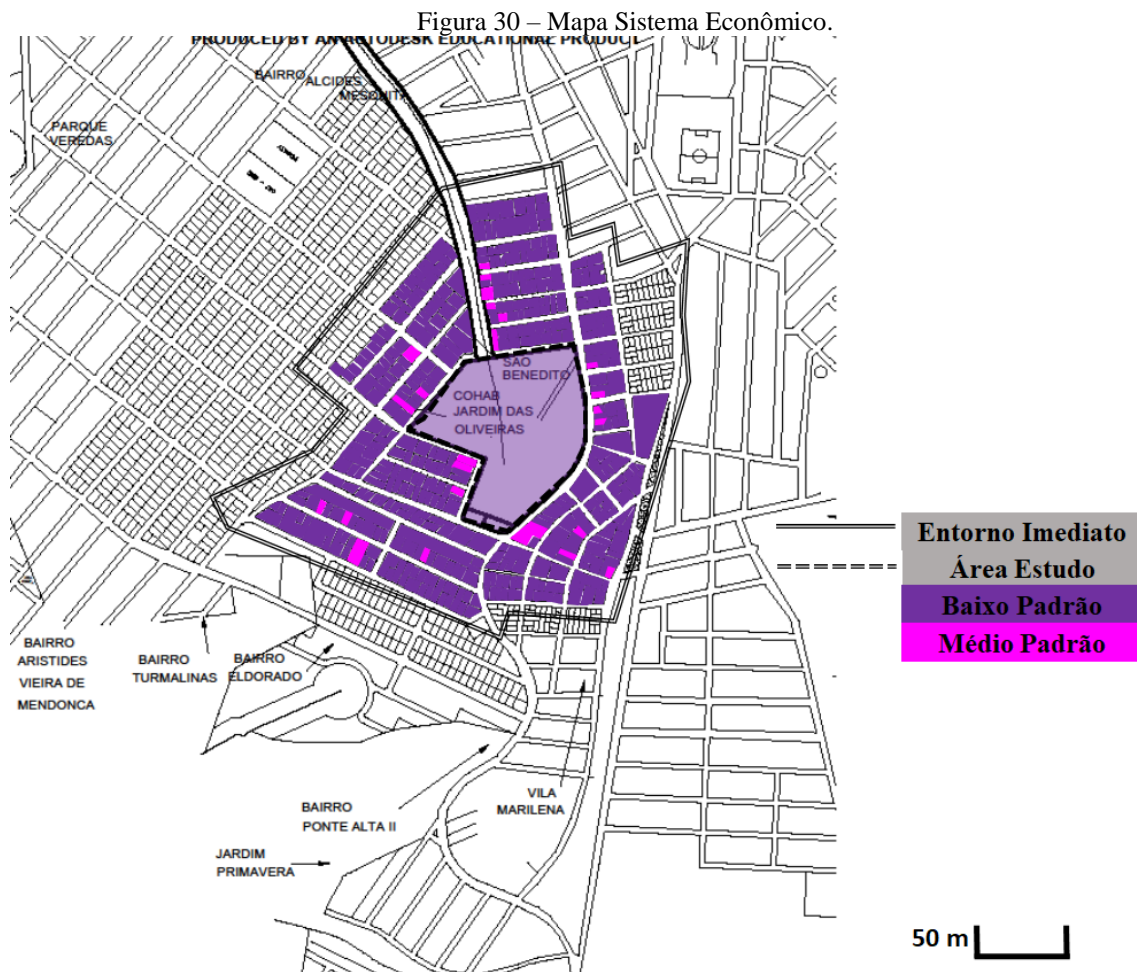 Figura 30 – Mapa Sistema Econômico.
PRODUCED BY AN AUTODESK EDUCATIONAL PRODUCT
BAIRRO
ALCIDES
MESQUITA
PARQUE
VEREDAS
SAO
BENEDITO
COHAB
JARDIM DAS
OLIVEIRAS
Entorno Imediato
Área Estudo
Baixo Padrão
Médio Padrão
BAIRRO
ARISTIDES
VIEIRA DE
MENDONCA
BAIRRO
TURMALINAS
BAIRRO
ELDORADO
BAIRRO
PONTE ALTA II
VILA
MARILENA
JARDIM
PRIMAVERA
50 m